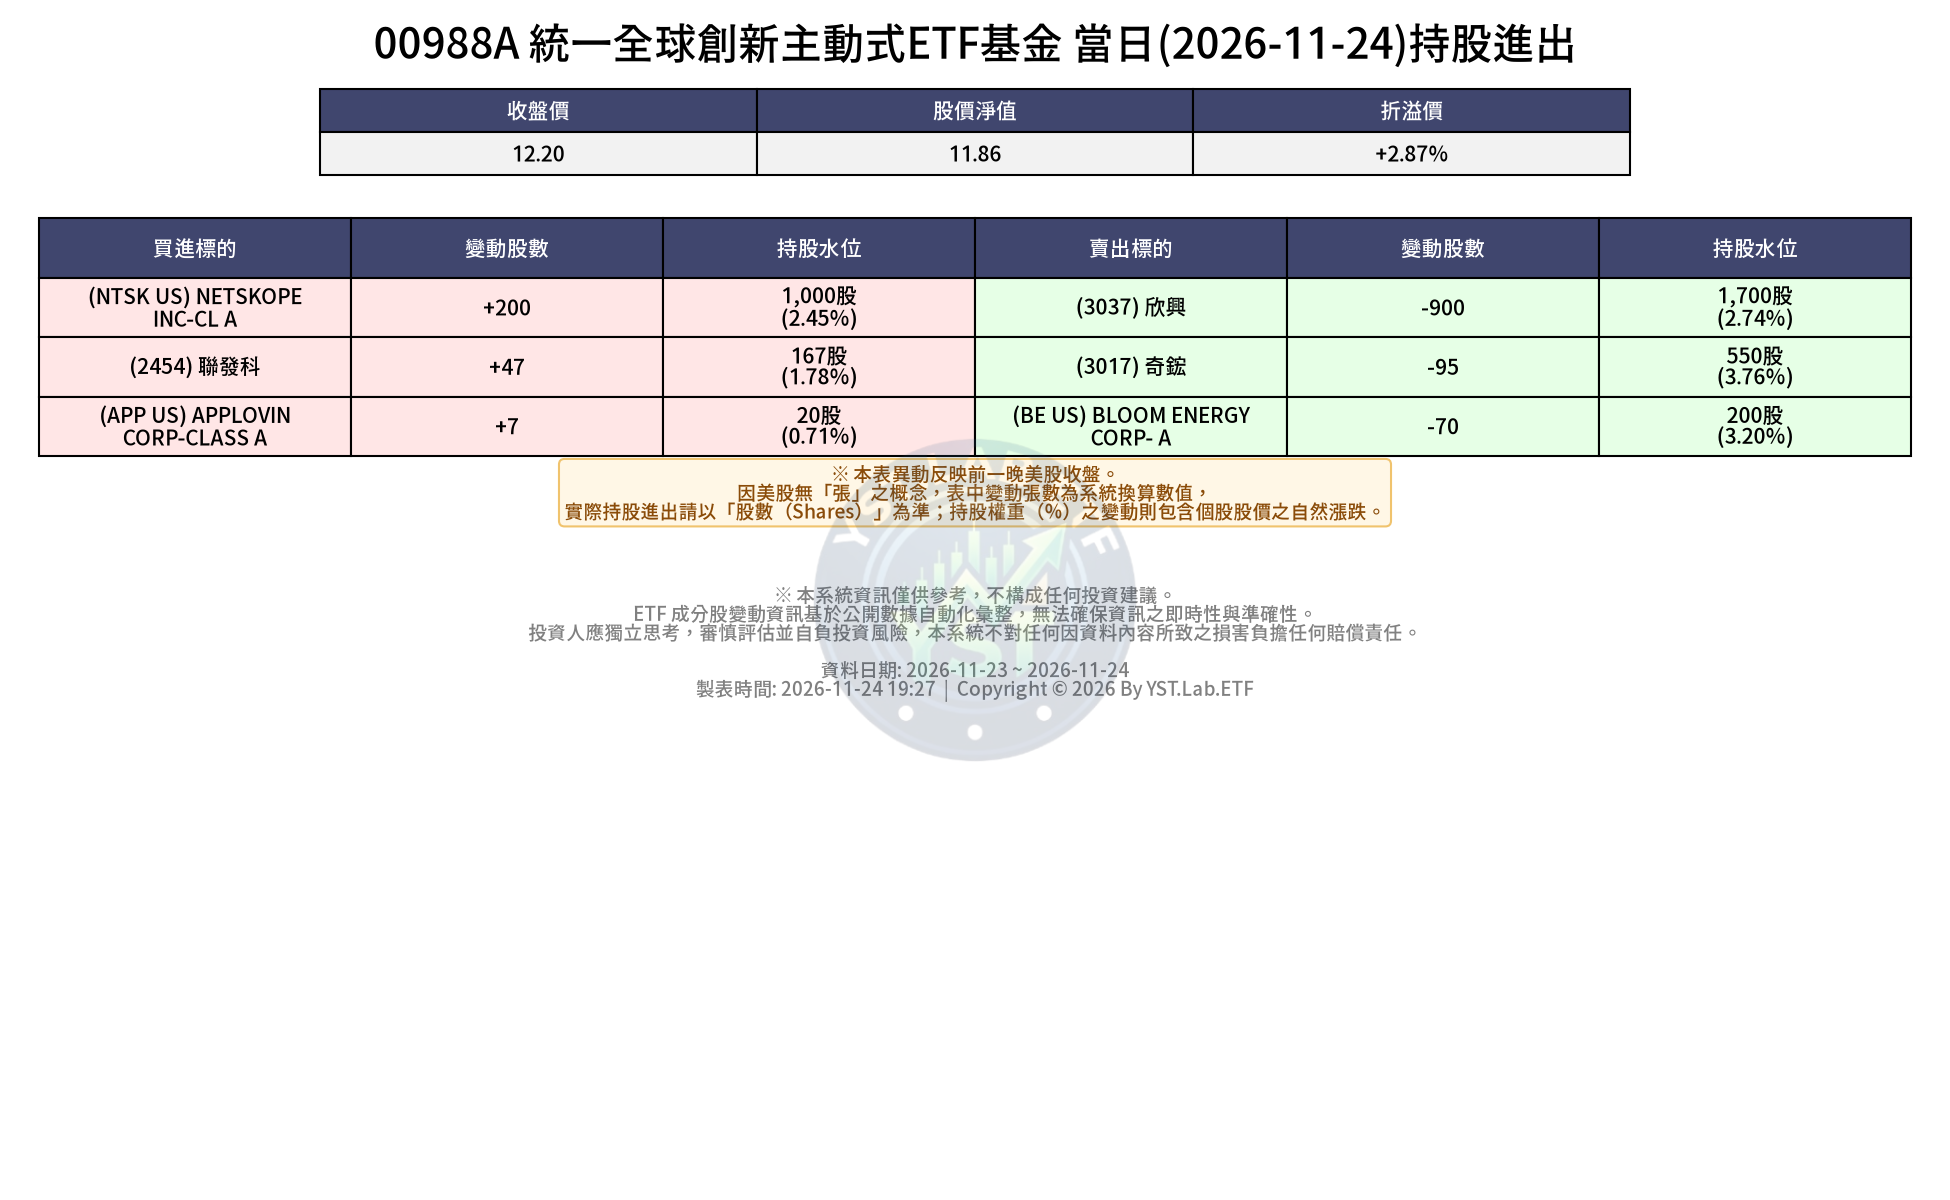 00988A 統一全球創新主動式ETF基金 當日(2026-11-24)持股進出
收盤價 股價淨值 折溢價
12.20 11.86 +2.87%
買進標的 變動股數 持股水位 賣出標的 變動股數 持股水位
(NTSK US) NETSKOPE
INC-CL A
+200
1,000股
(2.45%)
(3037) 欣興
-900
1,700股
(2.74%)
(2454) 聯發科
+47
167股
(1.78%)
(3017) 奇鋐
-95
550股
(3.76%)
(APP US) APPLOVIN
CORP-CLASS A
+7
20股
(0.71%)
(BE US) BLOOM ENERGY
CORP- A
-70
200股
(3.20%)
※ 本表異動反映前一晚美股收盤。
因美股無「張」之概念，表中變動張數為系統換算數值，
實際持股進出請以「股數（Shares）」為準；持股權重（%）之變動則包含個股股價之自然漲跌。
※ 本系統資訊僅供參考，不構成任何投資建議。
ETF 成分股變動資訊基於公開數據自動化彙整，無法確保資訊之即時性與準確性。
投資人應獨立思考，審慎評估並自負投資風險，本系統不對任何因資料內容所致之損害負擔任何賠償責任。
資料日期: 2026-11-23 ~ 2026-11-24
製表時間: 2026-11-24 19:27 | Copyright © 2026 By YST.Lab.ETF
YST